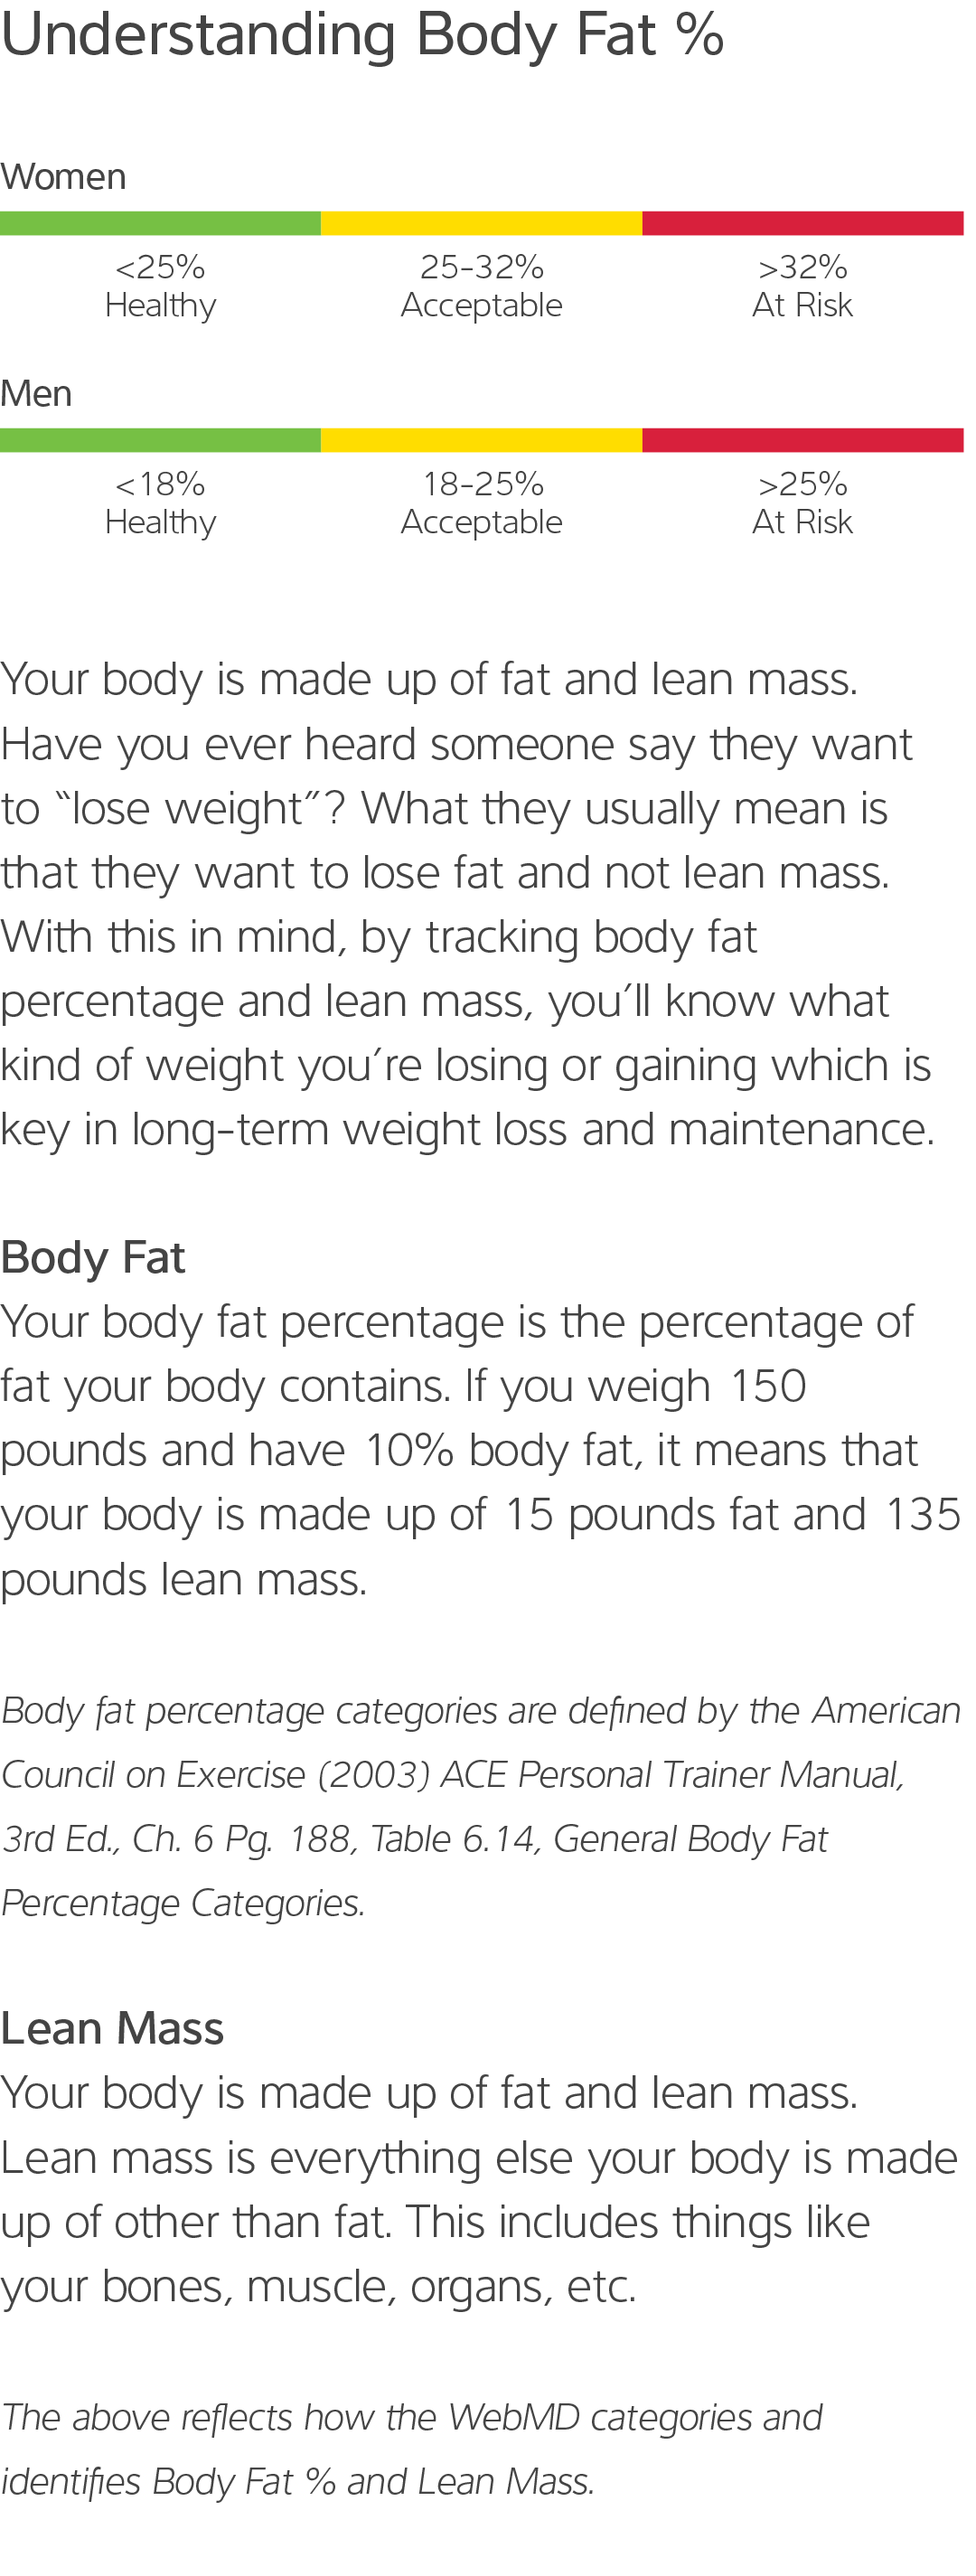 Understanding Body Fat %
Women
<25%
Healthy
25-32%
Acceptable
>32%
At Risk
Men
<18%
Healthy
18-25%
Acceptable
>25%
At Risk
Your body is made up of fat and lean mass.
Have you ever heard someone say they want
to “lose weight”? What they usually mean is
that they want to lose fat and not lean mass.
With this in mind, by tracking body fat
percentage and lean mass, you’ll know what
kind of weight you’re losing or gaining which is
key in long-term weight loss and maintenance.
Body Fat
Your body fat percentage is the percentage of
fat your body contains. If you weigh 150
pounds and have 10% body fat, it means that
your body is made up of 15 pounds fat and 135
pounds lean mass.
Body fat percentage categories are defined by the American
Council on Exercise (2003) ACE Personal Trainer Manual,
3rd Ed., Ch. 6 Pg. 188, Table 6.14, General Body Fat
Percentage Categories.
Lean Mass
Your body is made up of fat and lean mass.
Lean mass is everything else your body is made
up of other than fat. This includes things like
your bones, muscle, organs, etc.
The above reflects how the WebMD categories and
identifies Body Fat % and Lean Mass.